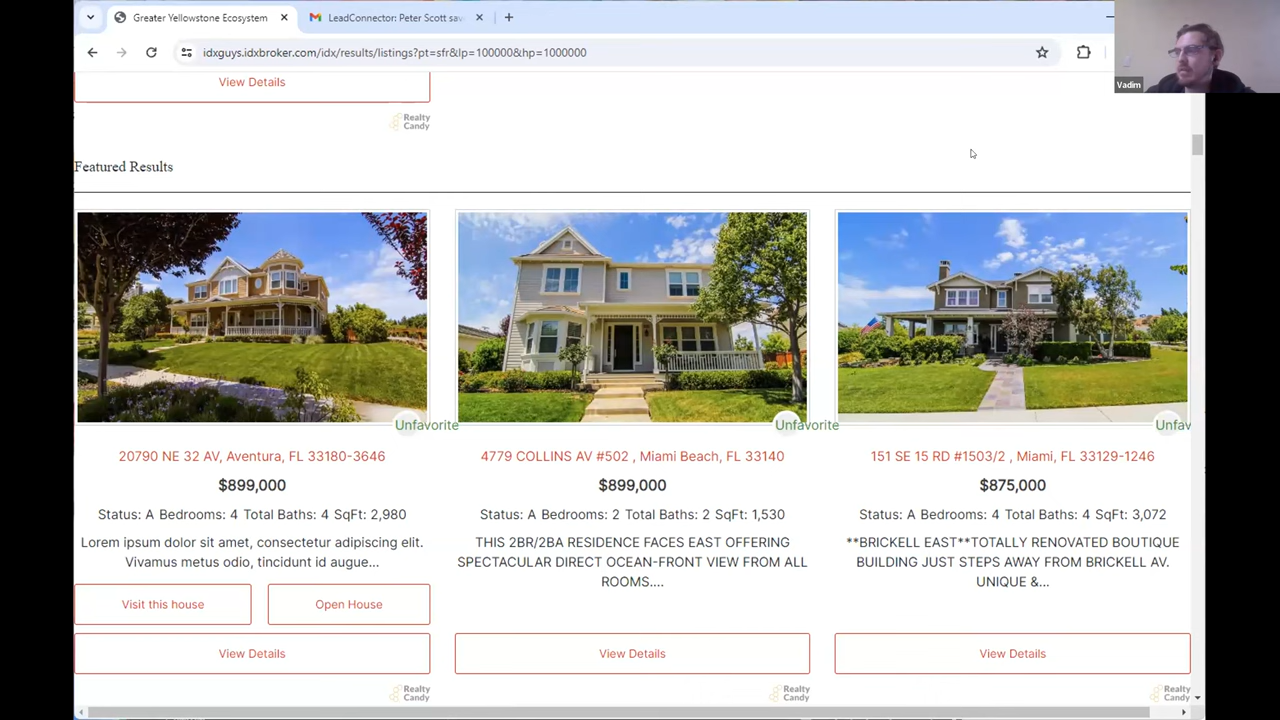 Greater Yellowstone Ecosystem
LeadConnector: Peter Scott sav
idxguys.idxbroker.com/idx/results/listings?pt=sfr&lp=100000&hp=1000000
Vadim
View Details
Realty
Candy
Featured Results
Unfavorite
Unfavorite
Unfav
20790 NE 32 AV, Aventura, FL 33180-3646
4779 COLLINS AV #502 , Miami Beach, FL 33140
151 SE 15 RD #1503/2 , Miami, FL 33129-1246
$899,000
$899,000
$875,000
Status: A Bedrooms: 4 Total Baths: 4 SqFt: 2,980
Status: A Bedrooms: 2 Total Baths: 2 SqFt: 1,530
Status: A Bedrooms: 4 Total Baths: 4 SqFt: 3,072
Lorem ipsum dolor sit amet, consectetur adipiscing elit.
Vivamus metus odio, tincidunt id augue...
THIS 2BR/2BA RESIDENCE FACES EAST OFFERING
SPECTACULAR DIRECT OCEAN-FRONT VIEW FROM ALL
ROOMS....
**BRICKELL EAST**TOTALLY RENOVATED BOUTIQUE
BUILDING JUST STEPS AWAY FROM BRICKELL AV.
UNIQUE &...
Visit this house
Open House
View Details
View Details
View Details
Realty
Candy
Realty
Candy
Realty
Candy